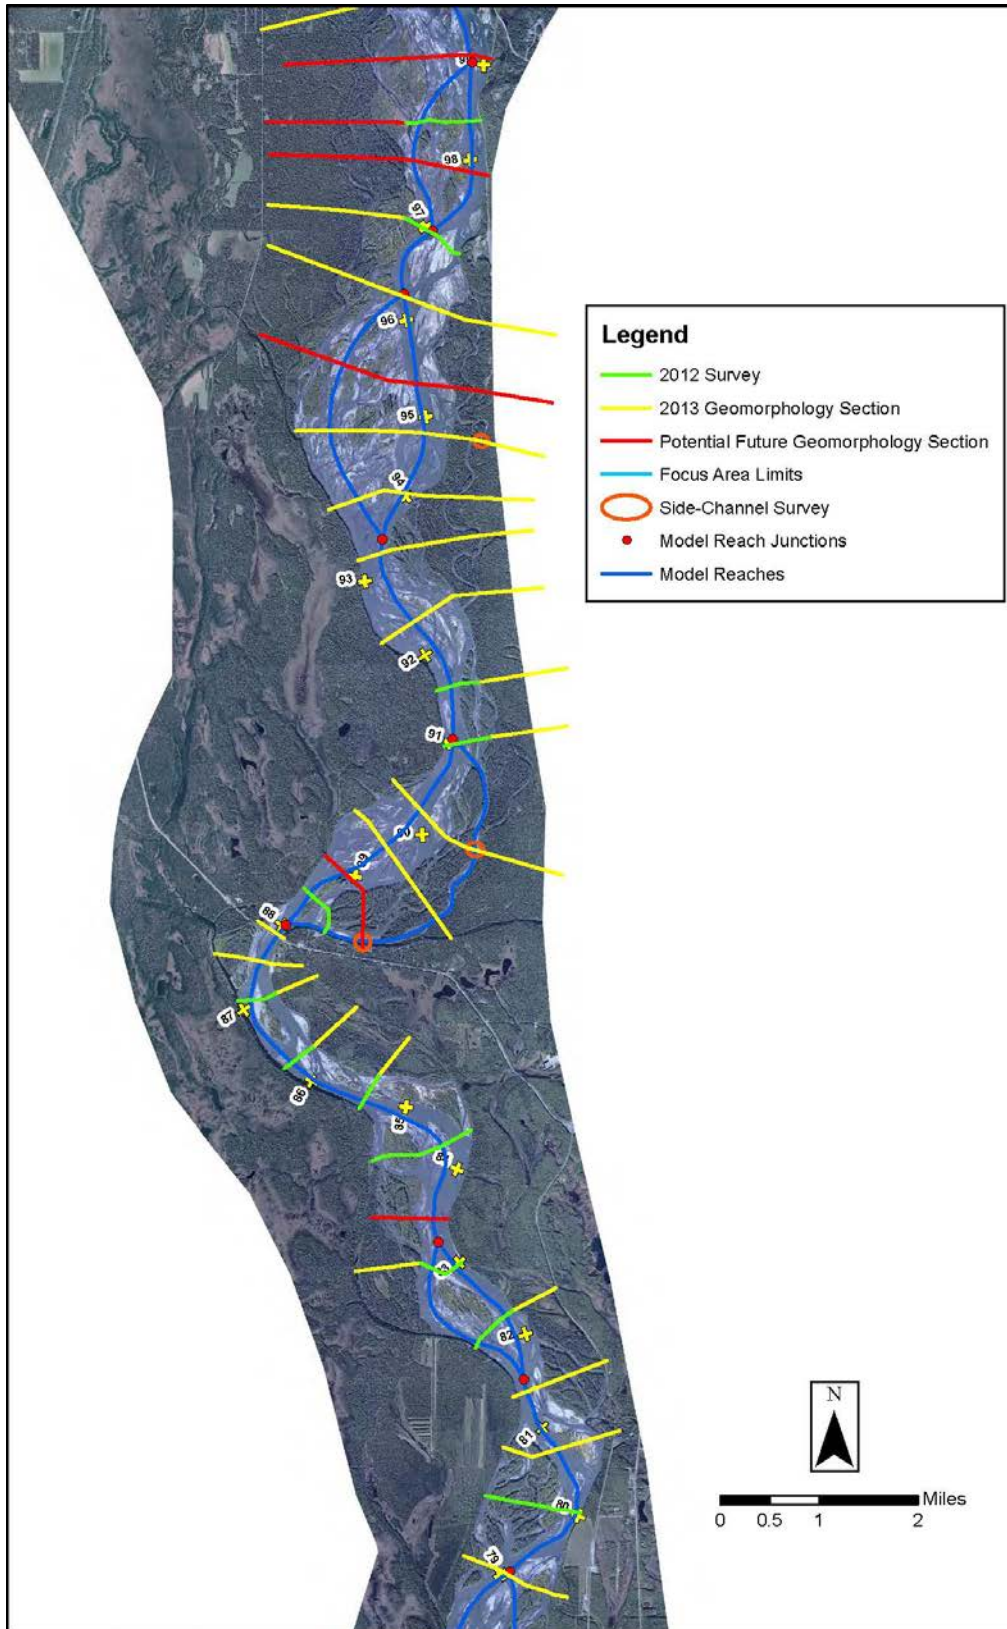 98
97
96
95
94
93
92
91
90
89
88
87
86
85
82
81
80
79
Legend
2012 Survey
2013 Geomorphology Section
Potential Future Geomorphology Section
Focus Area Limits
Side-Channel Survey
Model Reach Junctions
Model Reaches
N
Miles
0 0.5 1 2